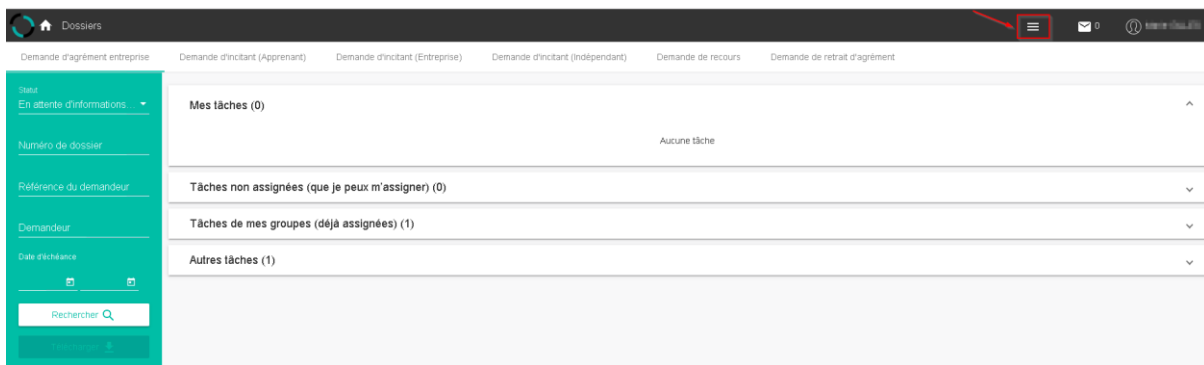 Dossiers
0
Demande d'agrément entreprise
Demande d'incitant (Apprenant)
Demande d'incitant (Entreprise)
Demande d'incitant (Indépendant)
Demande de recours
Demande de retrait d'agrément
Statut
En attente d'informations...
Numéro de dossier
Référence du demandeur
Demandeur
Date d'échéance
Rechercher
Télécharger
Mes tâches (0)
Aucune tâche
Tâches non assignées (que je peux m'assigner) (0)
Tâches de mes groupes (déjà assignées) (1)
Autres tâches (1)